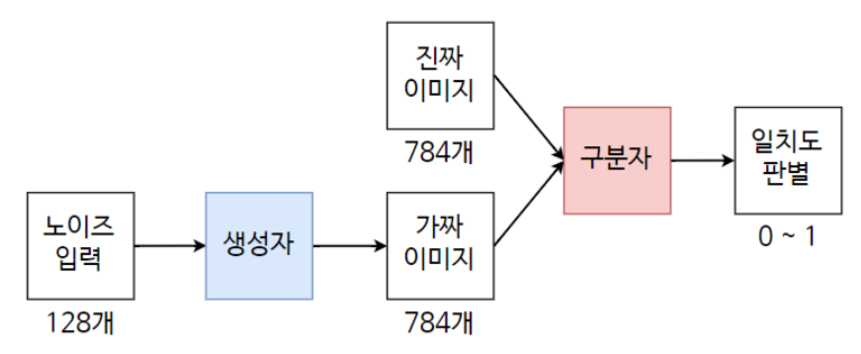 진짜
이미지
784개
구분자
일치도
판별
0 ~ 1
노이즈
입력
128개
생성자
가짜
이미지
784개